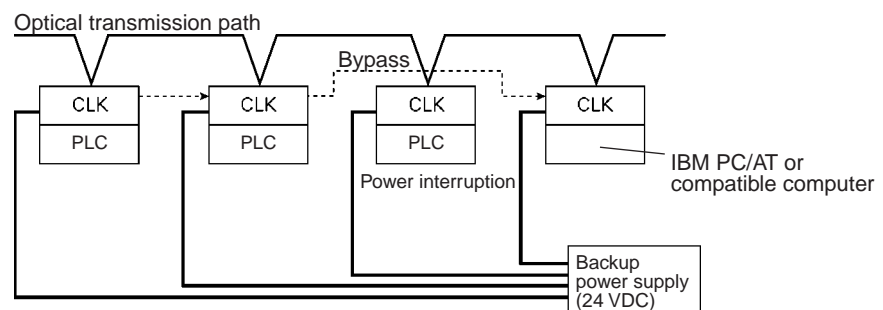 Optical transmission path
Bypass
CLK
CLK
CLK
CLK
PLC
PLC
PLC
Power interruption
IBM PC/AT or
compatible computer
Backup
power supply
(24 VDC)